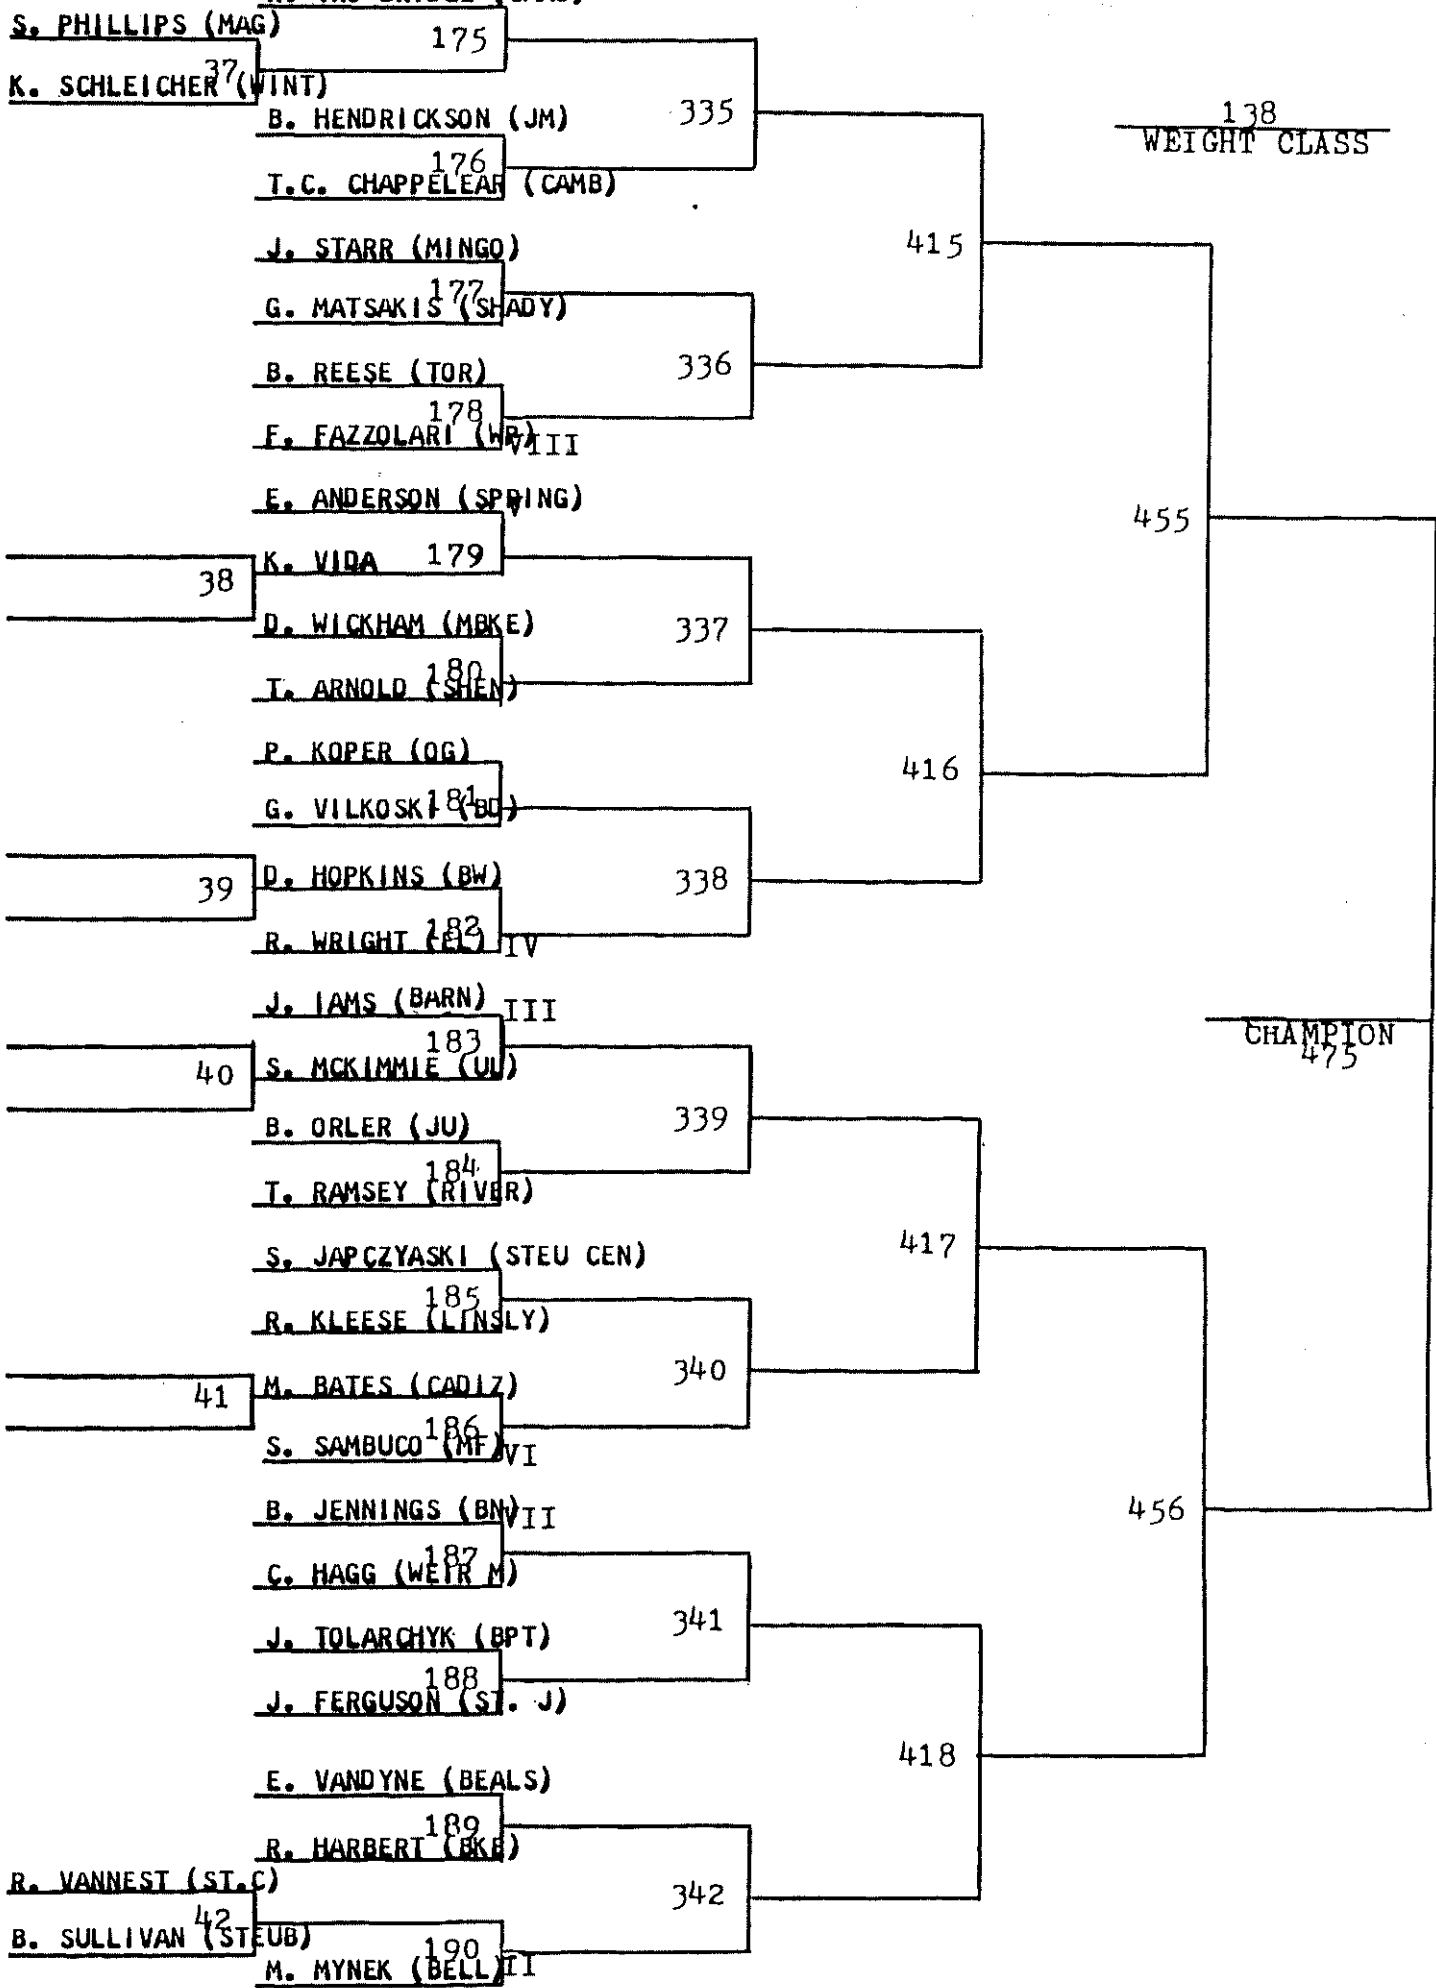 S. PHILLIPS (MAG)
175
37
K. SCHLEICHER (WINT)
B. HENDRICKSON (JM)
335
138
WEIGHT CLASS
176
T.C. CHAPPELEAR (CAMB)
J. STARR (MINGO)
415
177
G. MATSAKIS (SHADY)
B. REESE (TOR)
336
178
F. FAZZOLARI (WP) VIII
E. ANDERSON (SPRING)
V
455
K. VIDA 179
38
D. WICKHAM (MBKE)
337
180
T. ARNOLD (SHEN)
P. KOPER (OG)
416
181
G. VILKOSKI (BD)
D. HOPKINS (BW)
39
338
182
R. WRIGHT (EL) IV
J. IAMS (BARN) III
CHAMPION
475
183
S. MCKIMMIE (UL)
40
B. ORLER (JU)
339
184
T. RAMSEY (RIVER)
S. JAPCZYASKI (STEU CEN)
417
185
R. KLEESE (LINSLY)
340
M. BATES (CADIZ)
41
186
S. SAMBUCO (MF) VI
B. JENNINGS (BN) VII
456
187
C. HAGG (WEIR M)
J. TOLARCHYK (BPT)
341
188
J. FERGUSON (ST. J)
418
E. VANDYNE (BEALS)
189
R. HARBERT (BKE)
R. VANNEST (ST.C)
342
42
B. SULLIVAN (STEUB)
190
M. MYNEK (BELL) II